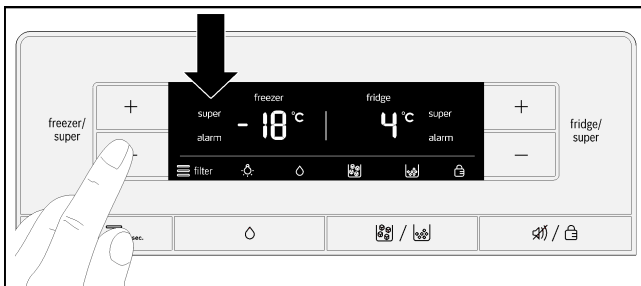 freezer fridge
super - 18 °C 4 °C super
alarm alarm
filter
freezer/
super
+
+
-
fridge/
super
sec.
/
/